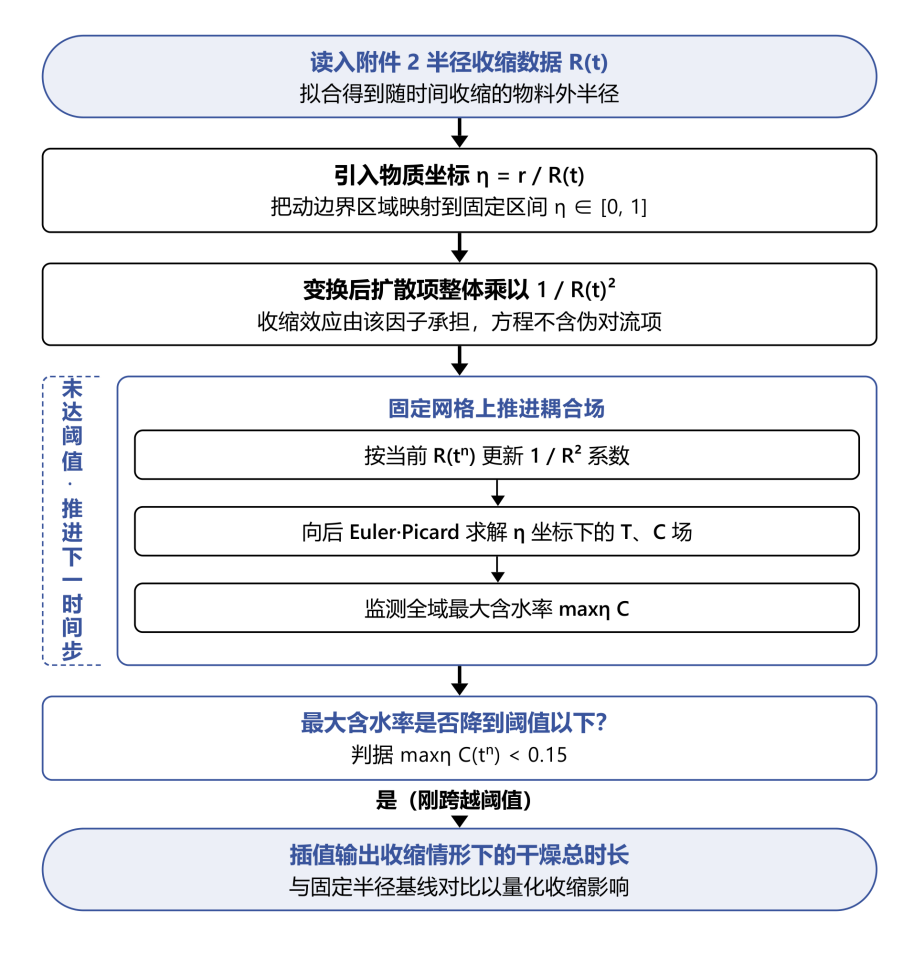 读入附件 2 半径收缩数据 R(t)
拟合得到随时间收缩的物料外半径
引入物质坐标 η = r / R(t)
把动边界区域映射到固定区间 η ∈ [0, 1]
变换后扩散项整体乘以 1 / R(t)²
收缩效应由该因子承担，方程不含伪对流项
未达阈值·推进下一时间步
固定网格上推进耦合场
按当前 R(tⁿ) 更新 1 / R² 系数
向后 Euler·Picard 求解 η 坐标下的 T、C 场
监测全域最大含水率 maxη C
最大含水率是否降到阈值以下？
判据 maxη C(tⁿ) < 0.15
是（刚跨越阈值）
插值输出收缩情形下的干燥总时长
与固定半径基线对比以量化收缩影响